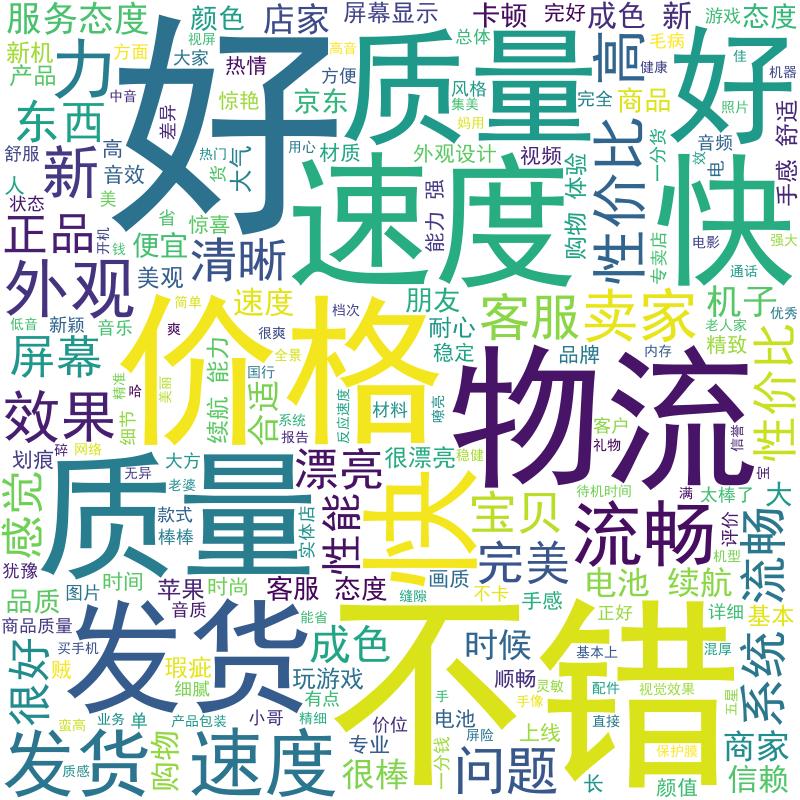 服务态度
颜色
店家
屏幕显示
卡顿
完好
成色 新
游戏
态度
新机
方面
视屏
大家
高音
总体
毛病
佳
产品
力
好
质量
高
好
热情
方便
健康
机器
东西
惊艳
京东
风格
集美
完全
商品
照片
舒适
中音
差异
妈用
舒服
高
热门
用心
材质
外观设计
视频
音频
一分货
效
电
手感
人
新
音效
货
大气
速度
能力 强
体验
购物
性价比
快
状态
美
省
惊喜
正品
开机
钱
便宜
清晰
专卖店
电影
强大
外观
美观
通话
简单
速度
档次
朋友
客服
卖家
机子
优秀
低音
新颖
音乐
爽
很爽
耐心
老人家
屏幕
价格
稳定
品牌
内存
精致
性价比
全景
国行
美丽
精准
哈
细节
续航 能力
合适
系统
报告
反应速度
材料
嘹亮
物流
客户
礼物
信誉
宝
效果
划痕
碎
网络
无异
大方
漂亮
很漂亮
稳健
感觉
质量
老婆
款式
棒棒
实体店
性能
快
宝贝
流畅
待机时间
满
太棒了
大
评价
机型
流畅
犹豫
完美
图片
时间
苹果
时尚
客服 态度
画质
电池 续航
品质
音质
能省
缝隙
不卡
手感
正好
详细
基本
商品质量
买手机
发货
成色
不错
时候
基本上
混厚
系统
很好
贼
瑕疵
细腻
玩游戏
顺畅
灵敏
配件
视觉效果
五星
有点
手
手像
蛮高
业务
单
产品包装
小哥
精细
价位
电池
屏险
直接
发货
质感
购物
速度
专业
很棒
一分钱
上线
问题
长
保护膜
颜值
商家
信赖